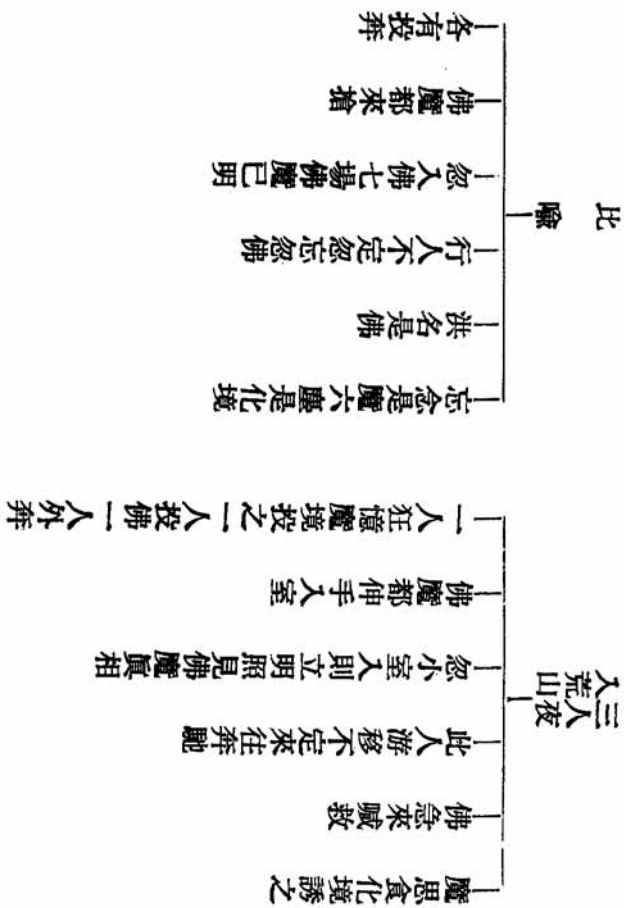 三人夜
入荒山
魔思食化境誘之
佛急來喊救
此人游移不定來往奔馳
忽小室入則立明照見佛魔眞相
佛魔都伸手入室
一人狂憶魔境投之一人投佛一人外奔
比喩
忘念是魔六塵是化境
洪名是佛
行人不定忽忘忽佛
忽入佛七場佛魔已明
佛魔都來搶
各有投奔